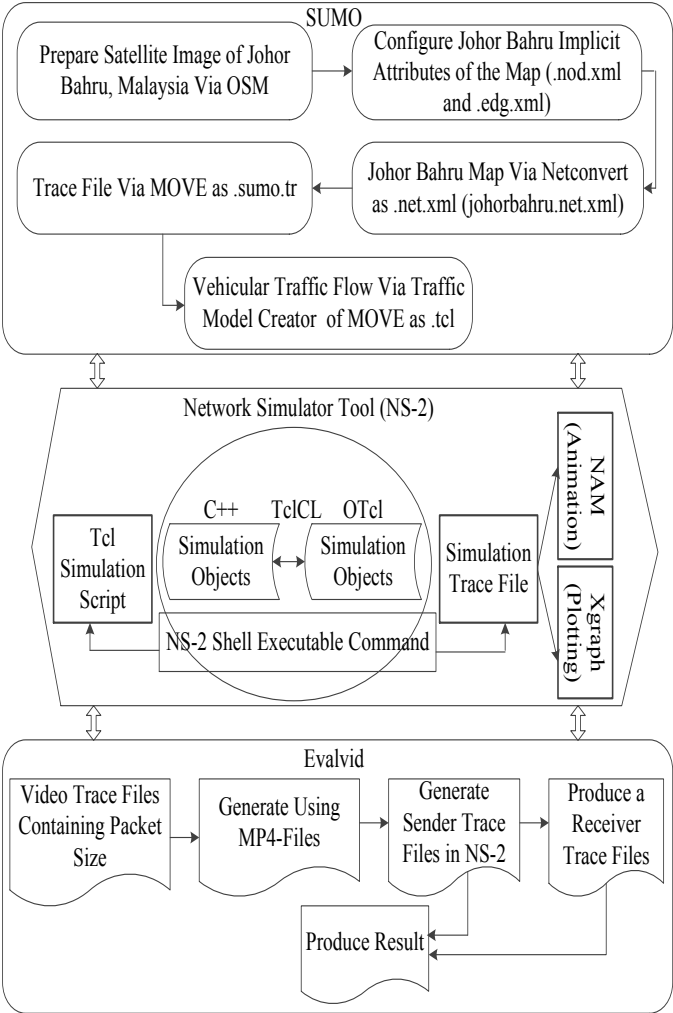 SUMO
Prepare Satellite Image of Johor
Bahru, Malaysia Via OSM
Configure Johor Bahru Implicit
Attributes of the Map (.nod.xml
and .edg.xml)
Trace File Via MOVE as .sumo.tr
Johor Bahru Map Via Netconvert
as .net.xml (johorbahru.net.xml)
Vehicular Traffic Flow Via Traffic
Model Creator of MOVE as .tcl
Network Simulator Tool (NS-2)
C++ TclCL OTcl
Tcl
Simulation
Script
Simulation
Objects
Simulation
Objects
Simulation
Trace File
NAM
(Animation)
Xgraph
(Plotting)
NS-2 Shell Executable Command
Evalvid
Video Trace Files
Containing Packet
Size
Generate Using
MP4-Files
Generate
Sender Trace
Files in NS-2
Produce a
Receiver
Trace Files
Produce Result